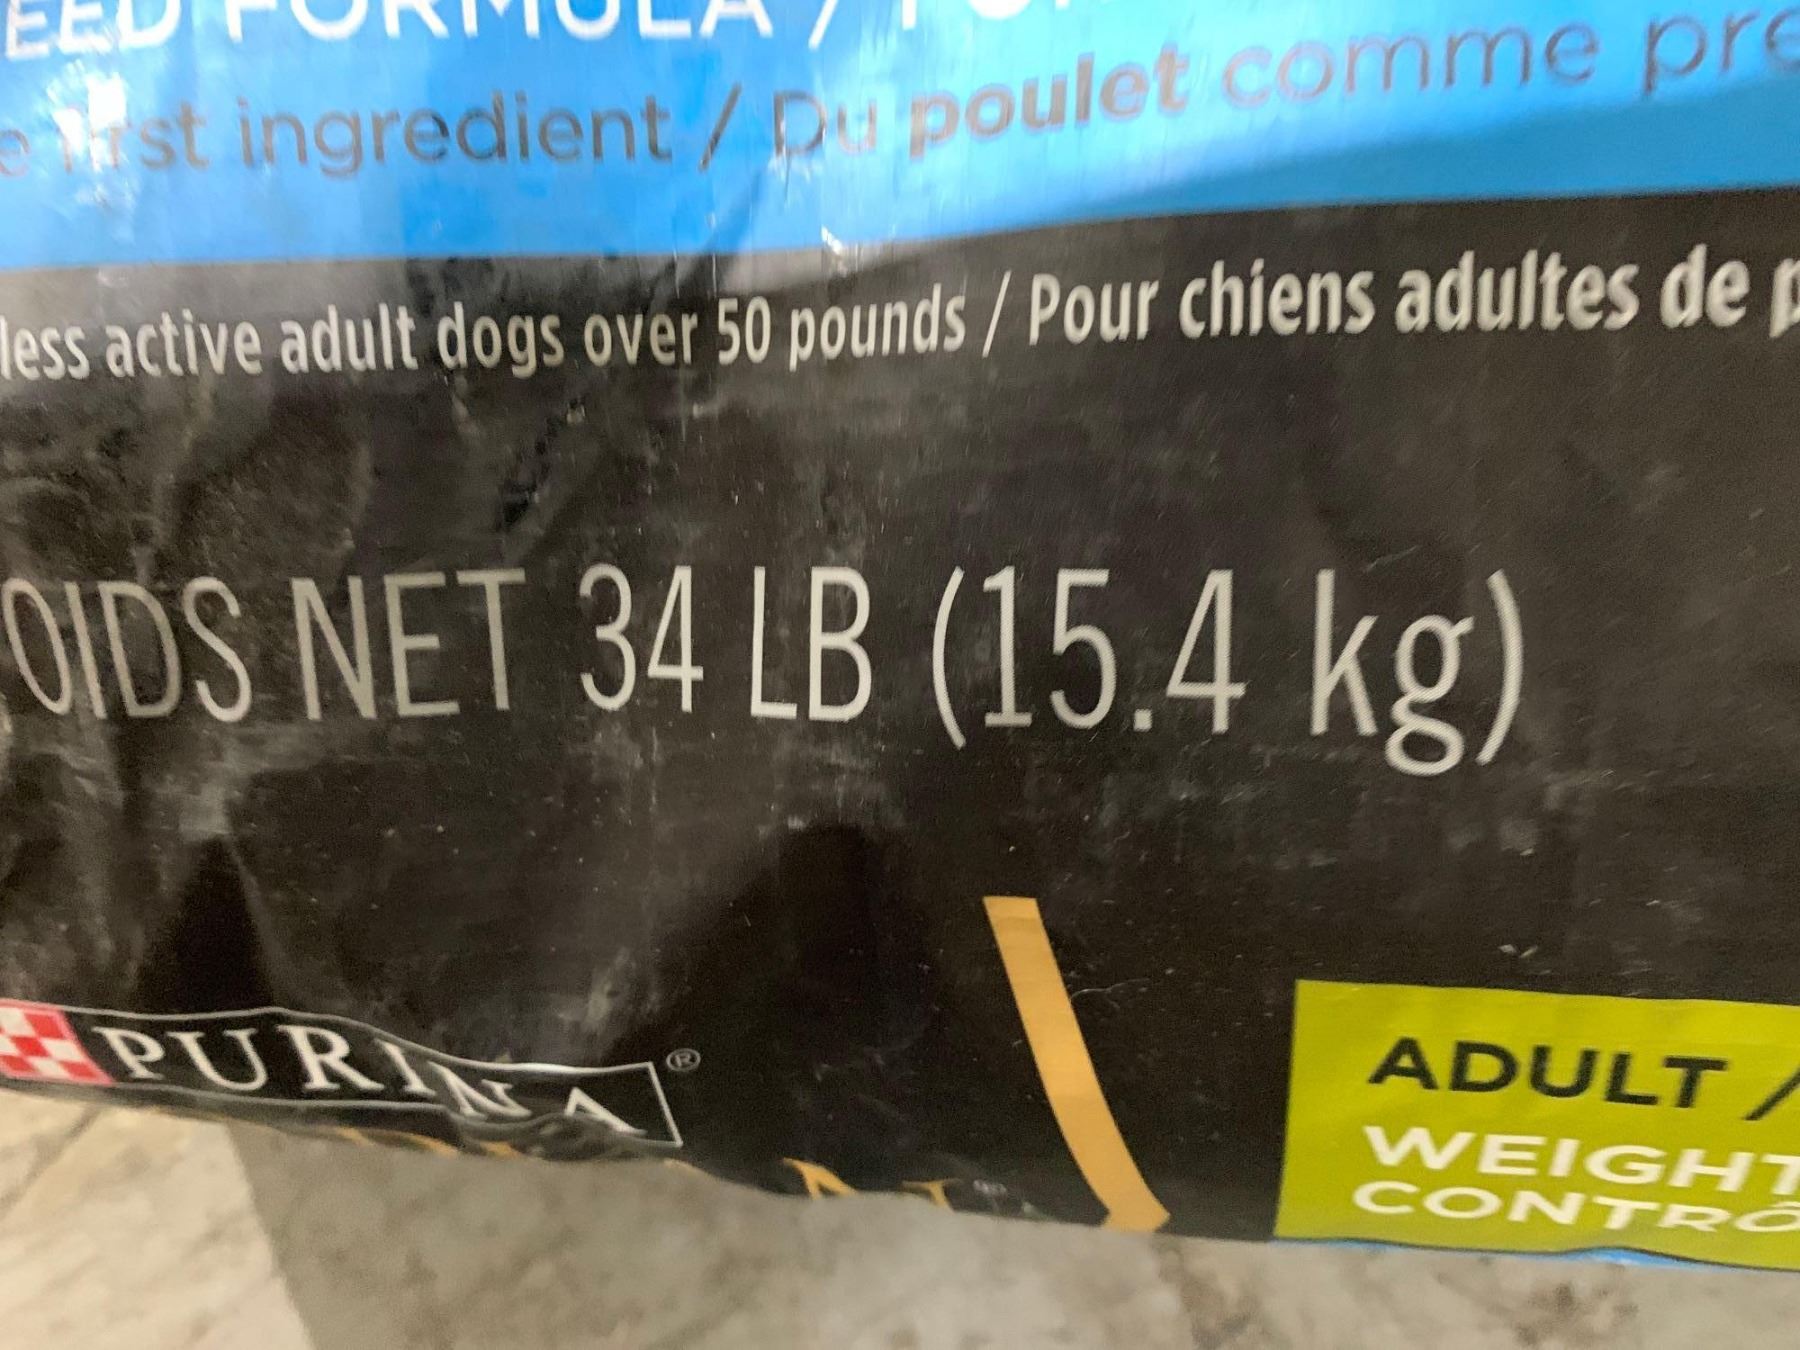 EED FORMULA /
first ingredient / Du poulet comme pre
less active adult dogs over 50 pounds / Pour chiens adultes de p
OIDS NET 34 LB (15.4 kg)
PURINA®
ADULT /
WEIGHT
CONTRÔ